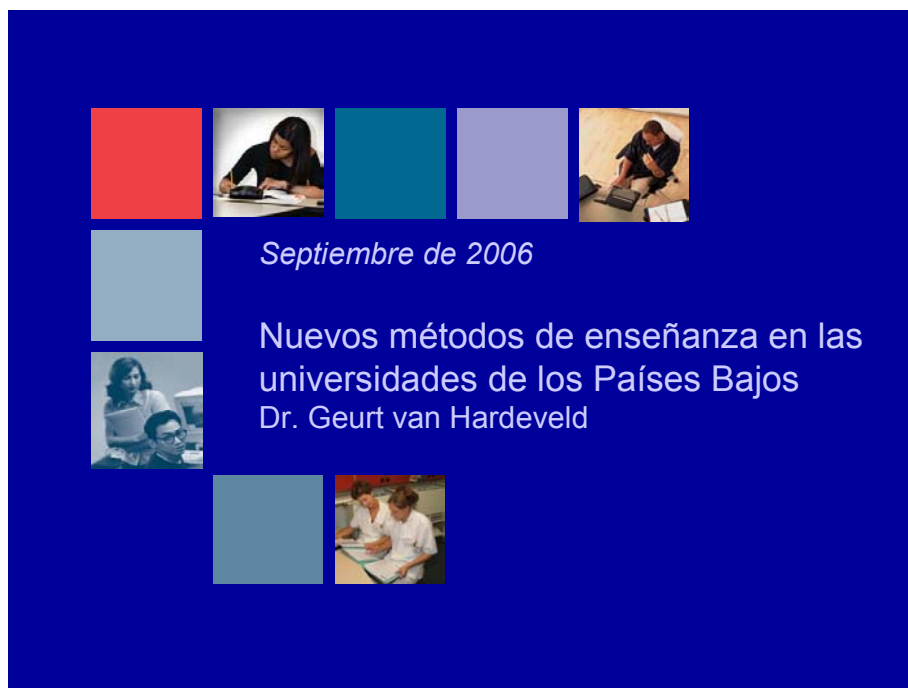 Septiembre de 2006
Nuevos métodos de enseñanza en las
universidades de los Países Bajos
Dr. Geurt van Hardeveld